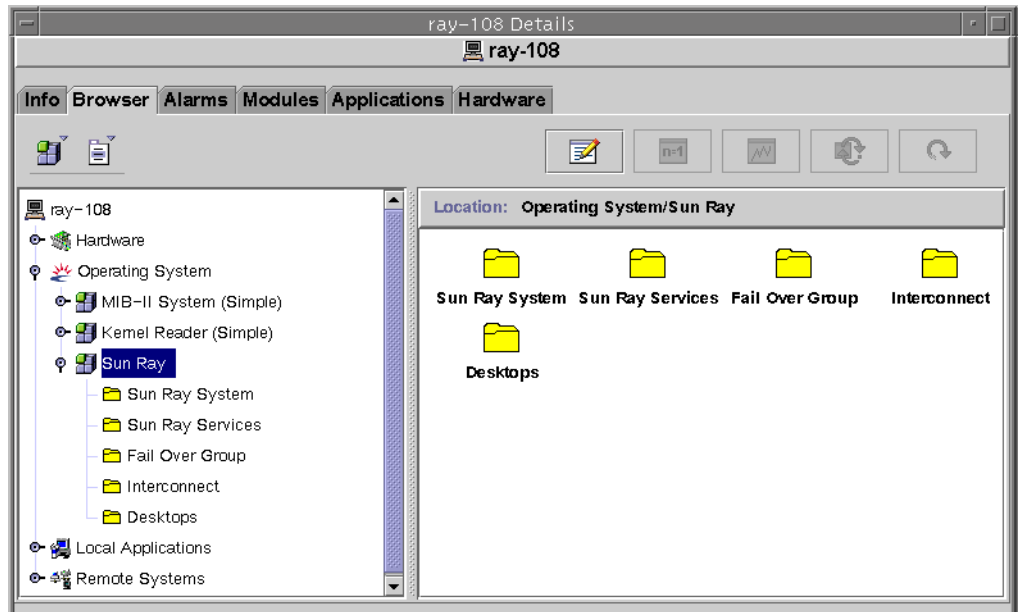 ray-108 Details
ray-108
Info Browser Alarms Modules Applications Hardware
n=1
ray-108
Hardware
Operating System
MIB-II System (Simple)
Kernel Reader (Simple)
Sun Ray
Sun Ray System
Sun Ray Services
Fail Over Group
Interconnect
Desktops
Local Applications
Remote Systems
Location: Operating System/Sun Ray
Sun Ray System Sun Ray Services Fail Over Group Interconnect
Desktops